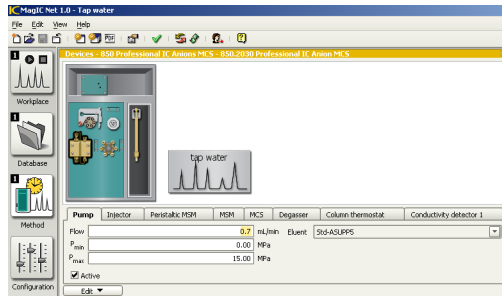 MagIC Net 1.0 - Tap water
File Edit View Help
Devices - 850 Professional IC Anions MCS - 850.2030 Professional IC Anion MCS
1
Workplace
1
Database
1
Method
Configuration
tap water
Pump Injector Peristaltic MSM MSM MCS Degasser Column thermostat Conductivity detector 1
Flow 0.7 mL/min Eluent Std-ASUPP5
Pmin 0.00 MPa
Pmax 15.00 MPa
Active
Edit